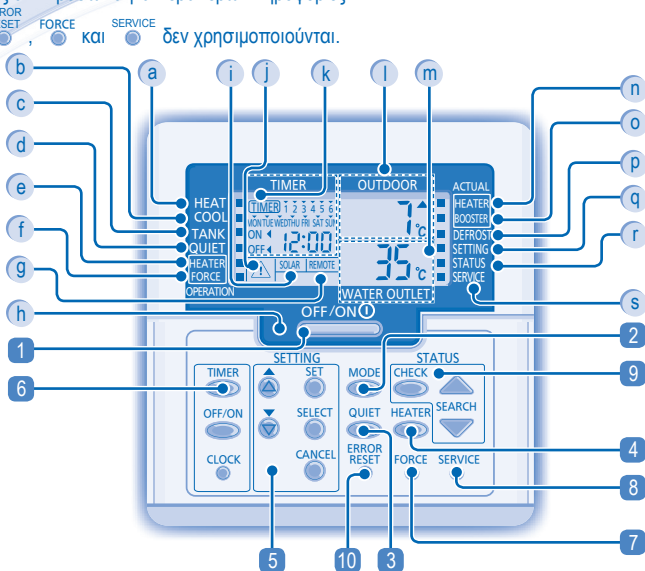 ERROR RESET , FORCE και SERVICE δεν χρησιμοποιούνται.
b a i j k l m n
c
d
e
f
g
h
o
p
q
r
s
TIMER OUTDOOR ACTUAL
HEAT
COOL
TANK
QUIET
HEATER
FORCE
OPERATION
TIMER 1 2 3 4 5 6
MON TUE WED THU FRI SAT SUN
ON
OFF
12:00
SOLAR REMOTE
7 °C
35 °C
WATER OUTLET
HEATER
BOOSTER
DEFROST
SETTING
STATUS
SERVICE
OFF/ON
1
2
6
9
4
8
7
SETTING STATUS
TIMER SET MODE CHECK
OFF/ON SELECT QUIET HEATER SEARCH
CLOCK CANCEL ERROR RESET FORCE SERVICE
5 10 3